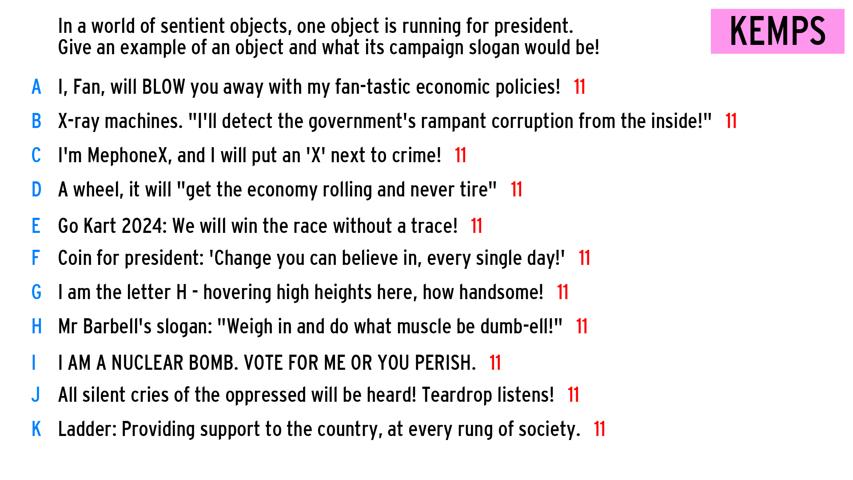 In a world of sentient objects, one object is running for president.
Give an example of an object and what its campaign slogan would be!
KEMPS
A I, Fan, will BLOW you away with my fan-tastic economic policies! 11
B X-ray machines. "I'll detect the government's rampant corruption from the inside!" 11
C I'm MephoneX, and I will put an 'X' next to crime! 11
D A wheel, it will "get the economy rolling and never tire" 11
E Go Kart 2024: We will win the race without a trace! 11
F Coin for president: 'Change you can believe in, every single day!' 11
G I am the letter H - hovering high heights here, how handsome! 11
H Mr Barbell's slogan: "Weigh in and do what muscle be dumb-ell!" 11
I I AM A NUCLEAR BOMB. VOTE FOR ME OR YOU PERISH. 11
J All silent cries of the oppressed will be heard! Teardrop listens! 11
K Ladder: Providing support to the country, at every rung of society. 11